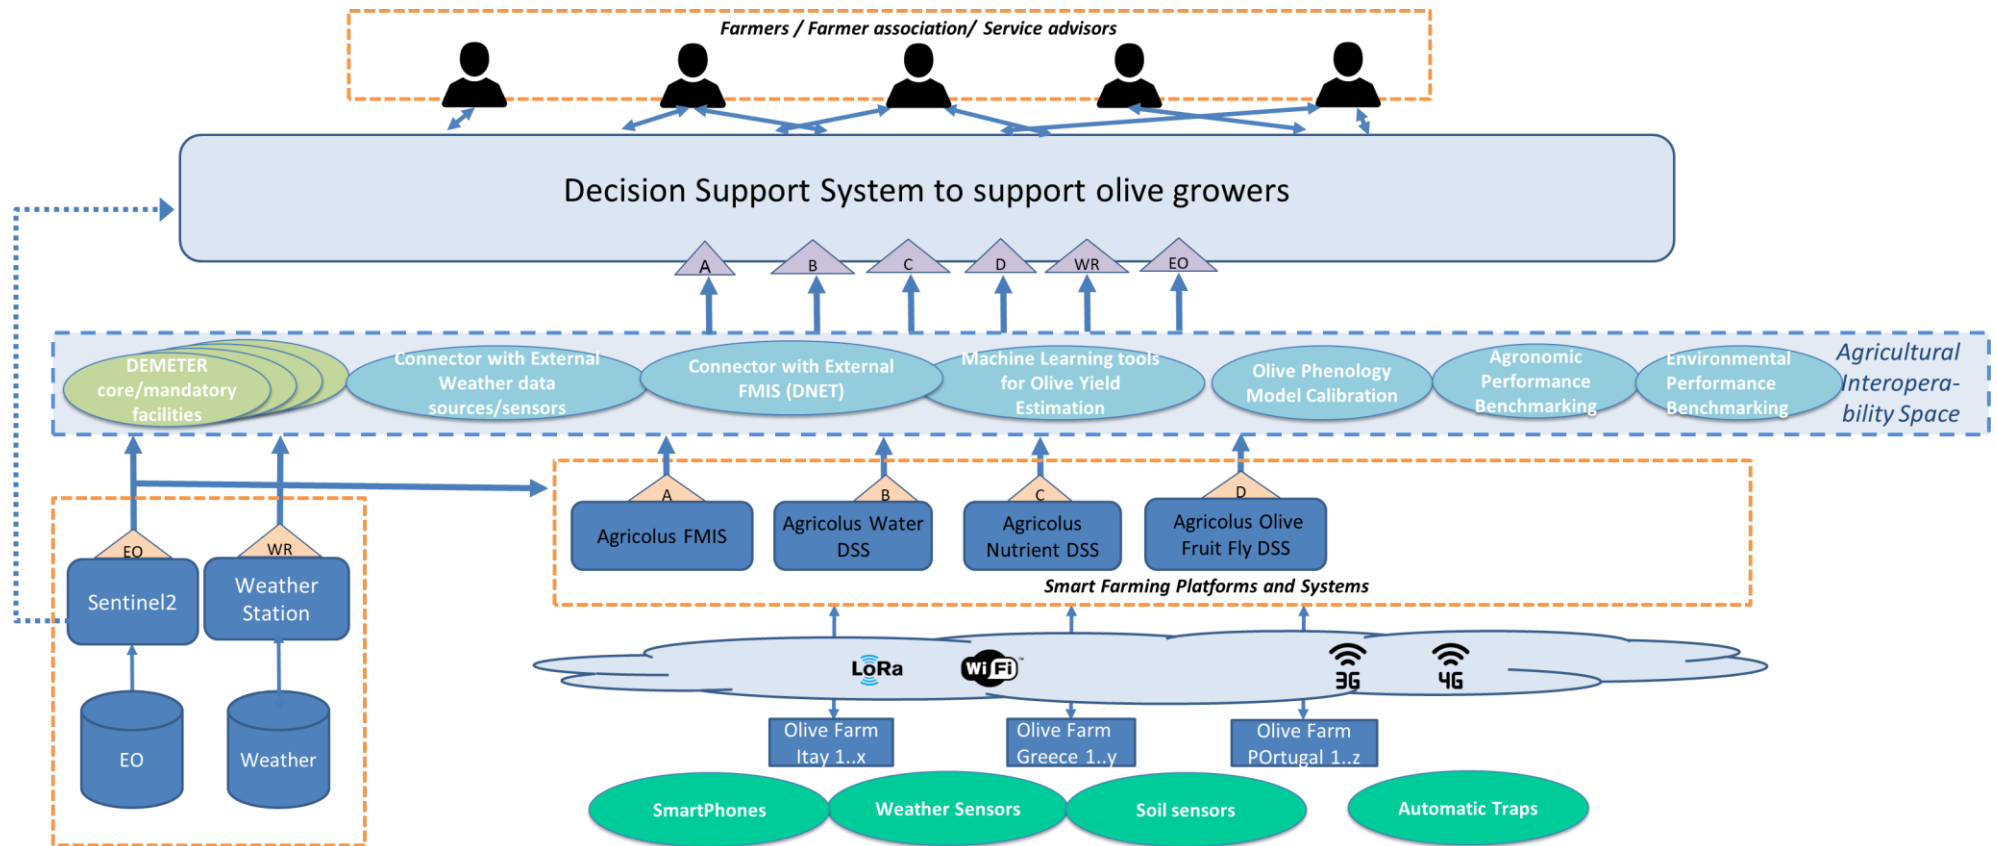 Farmers / Farmer association/ Service advisors
Decision Support System to support olive growers
A
B
C
D
WR
EO
DEMETER
core/mandatory
facilities
Connector with External
Weather data
sources/sensors
Connector with External
FMIS (DNET)
Machine Learning tools
for Olive Yield
Estimation
Olive Phenology
Model Calibration
Agronomic
Performance
Benchmarking
Environmental
Performance
Benchmarking
Agricultural
Interopera-
bility Space
EO
Sentinel2
WR
Weather
Station
EO
Weather
A
Agricolus FMIS
B
Agricolus Water
DSS
C
Agricolus
Nutrient DSS
D
Agricolus Olive
Fruit Fly DSS
Smart Farming Platforms and Systems
LoRa
WiFi™
3G
4G
Olive Farm
Itay 1..x
Olive Farm
Greece 1..y
Olive Farm
POrtugal 1..z
SmartPhones
Weather Sensors
Soil sensors
Automatic Traps